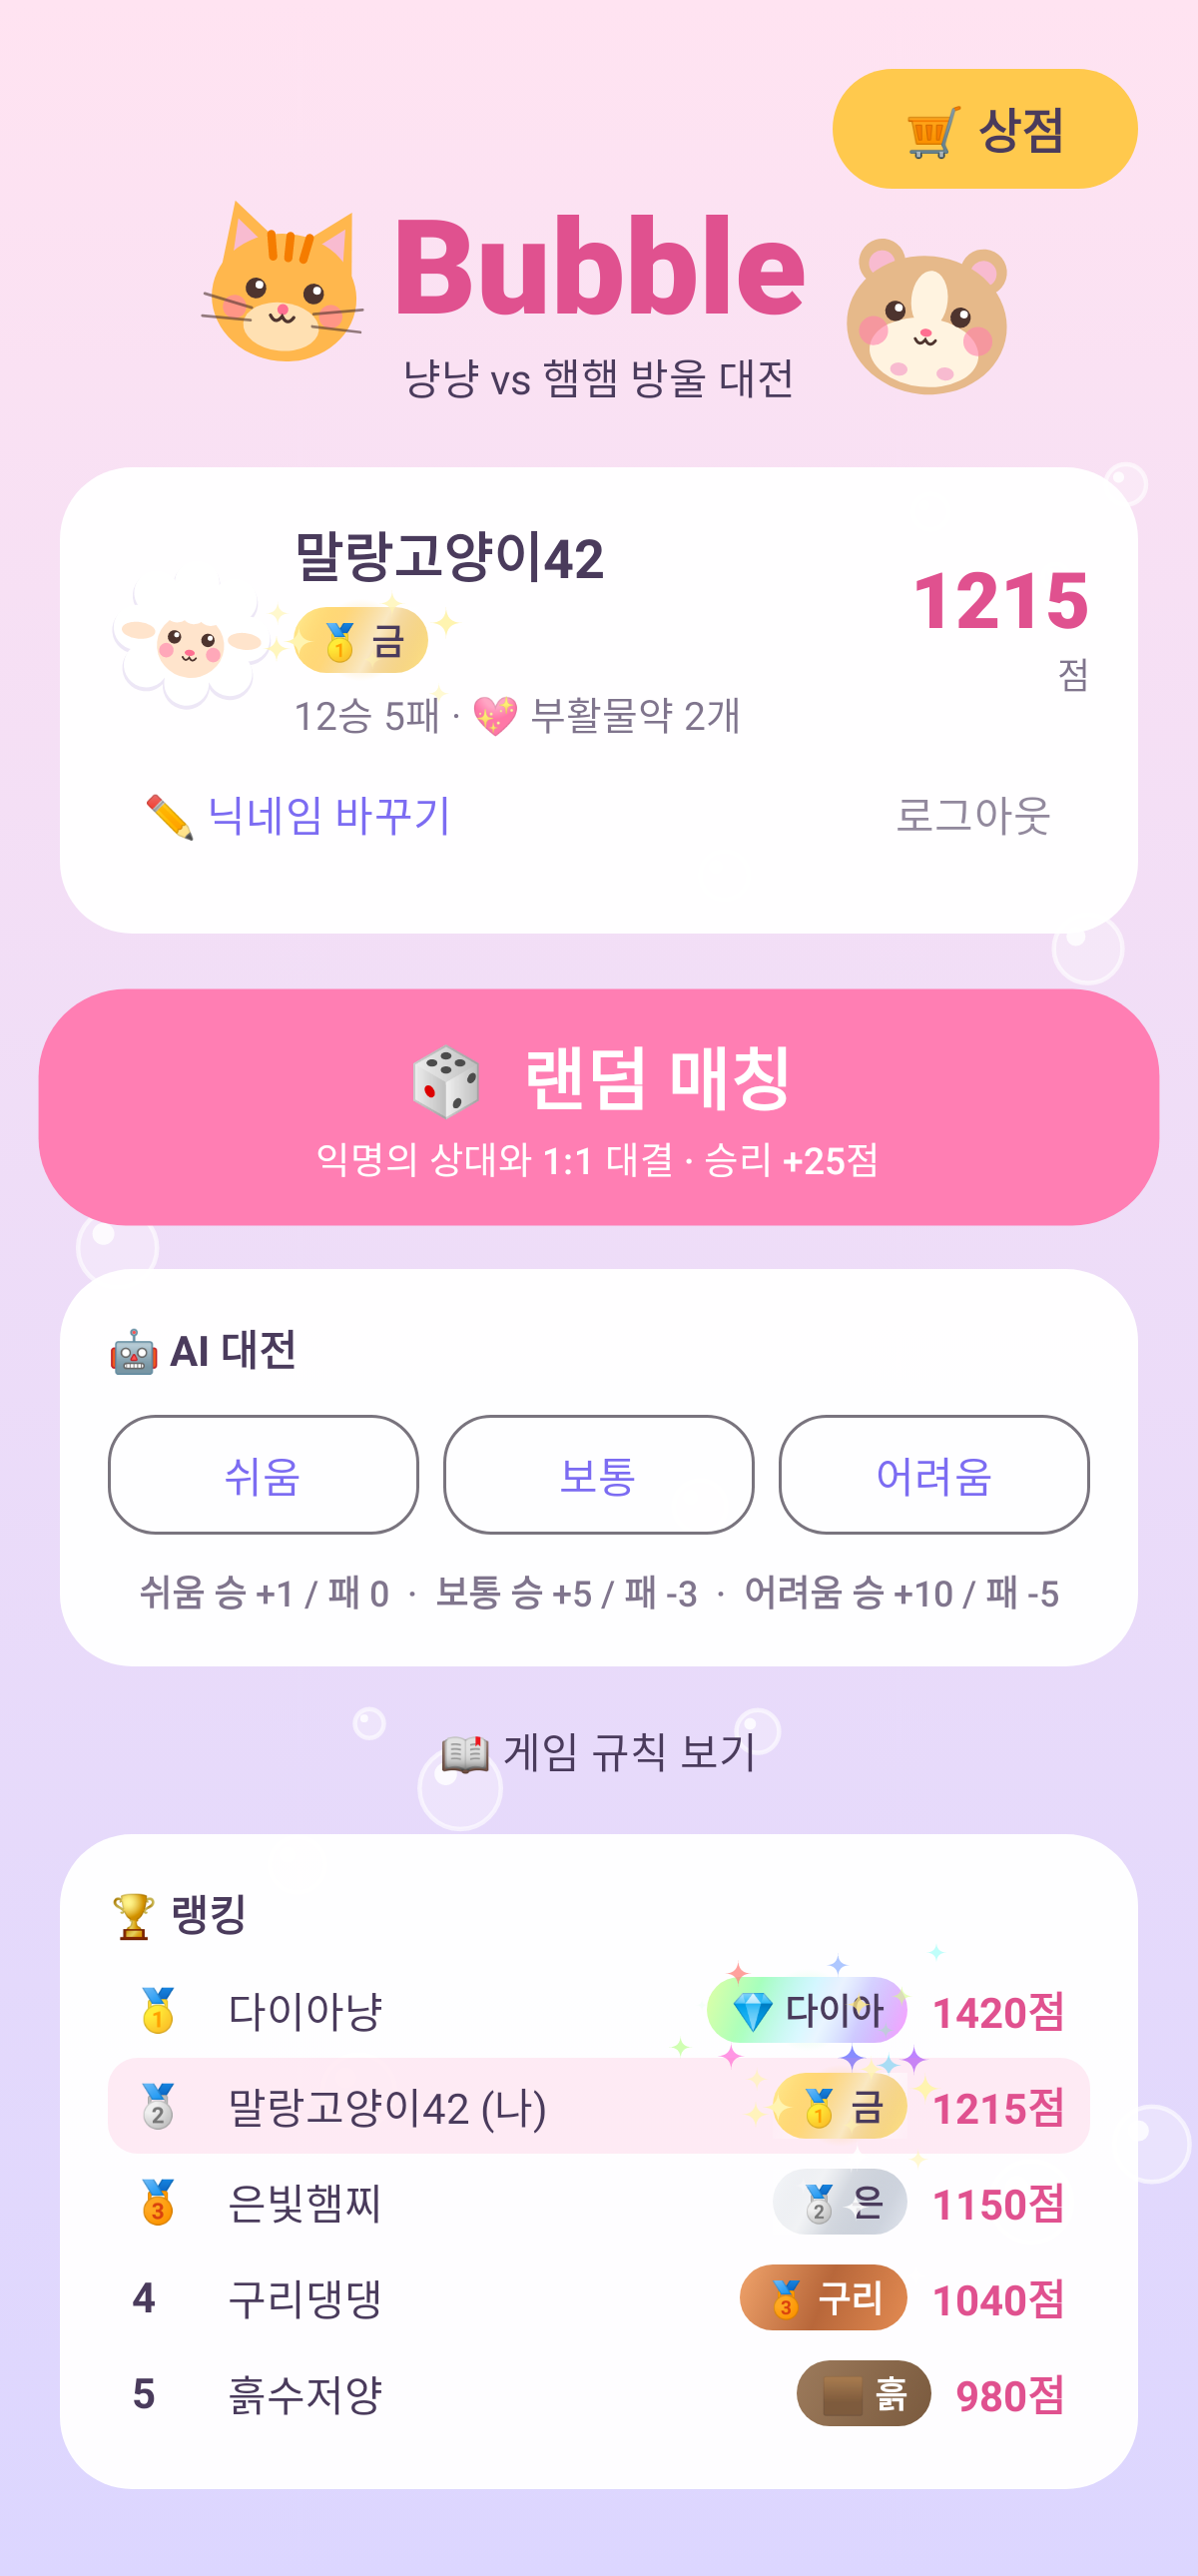 🛒 상점
Bubble
냥냥 vs 햄햄 방울 대전
말랑고양이42
🥇 금
1215
점
12승 5패 · 💖 부활물약 2개
✏️ 닉네임 바꾸기
로그아웃
🎲 랜덤 매칭
익명의 상대와 1:1 대결 · 승리 +25점
🤖 AI 대전
쉬움
보통
어려움
쉬움 승 +1 / 패 0 · 보통 승 +5 / 패 -3 · 어려움 승 +10 / 패 -5
📖 게임 규칙 보기
🏆 랭킹
🥇 다이아냥 💎 다이아 1420점
🥈 말랑고양이42 (나) 🥇 금 1215점
🥉 은빛햄찌 🥈 은 1150점
4 구리댕댕 🥉 구리 1040점
5 흙수저양 🟫 흙 980점